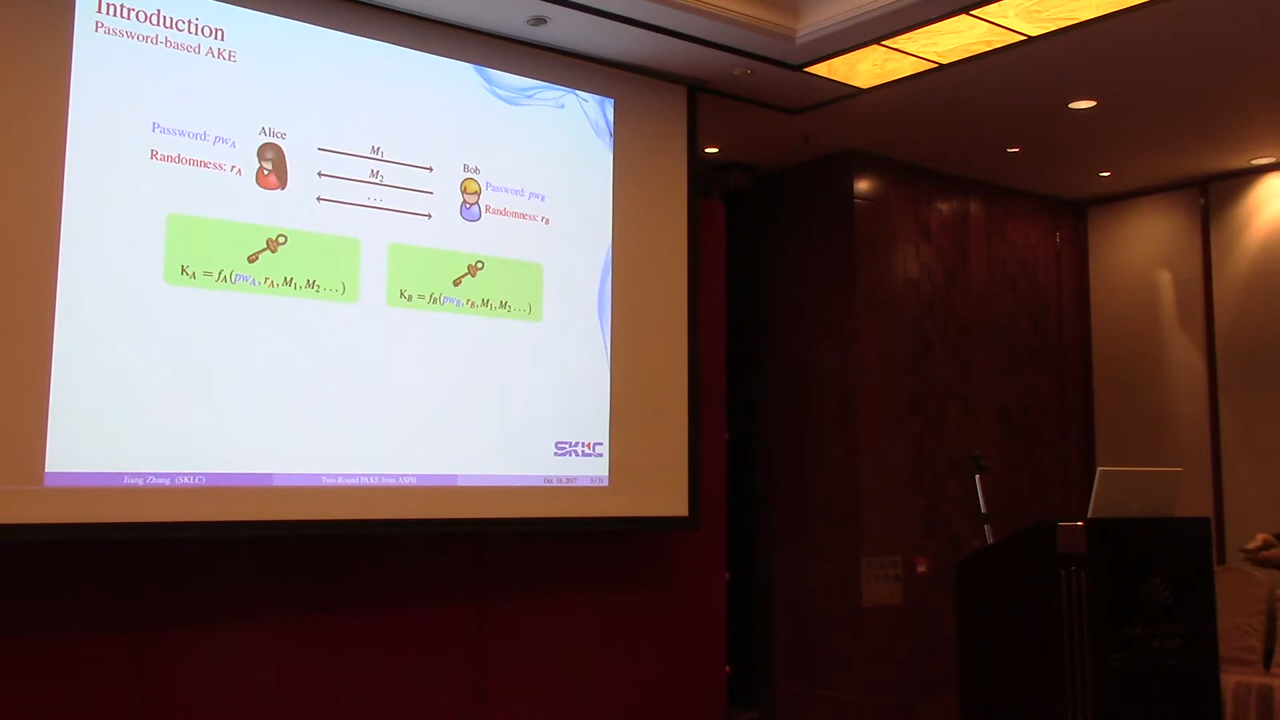 Introduction
Password-based AKE
Alice
Password: pw_A
Randomness: r_A
M_1
M_2
...
Bob
Password: pw_B
Randomness: r_B
K_A = f_A(pw_A, r_A, M_1, M_2 ...)
K_B = f_B(pw_B, r_B, M_1, M_2 ...)
SKLC
Jiang Zhang (SKLC)
Two-Round PAKE from ASPH
Oct. 18, 2017